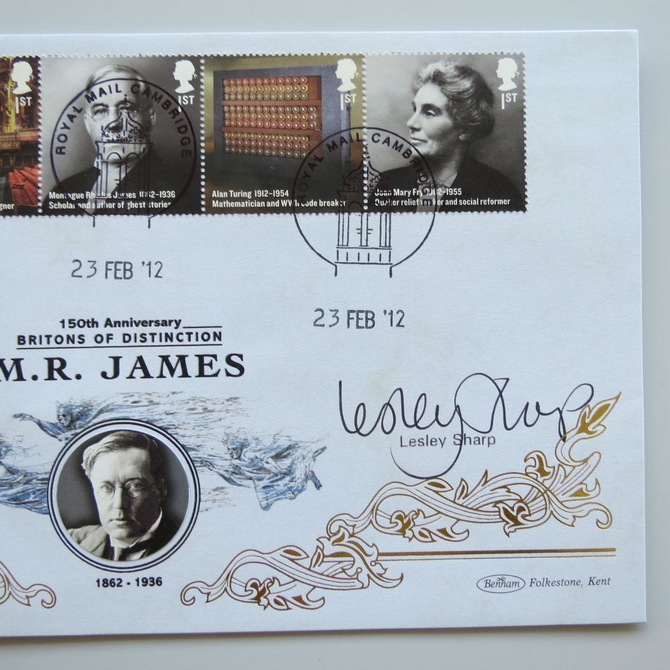 1ST
1ST
1ST
1ST
gner
Montague Rhodes James 1862-1936
Scholar and author of ghost stories
Alan Turing 1912-1954
Mathematician and WWII code breaker
Joan Mary Fry 1862-1955
Quaker relief worker and social reformer
ROYAL MAIL CAMBRIDGE
ROYAL MAIL CAMBRIDGE
23 FEB '12
23 FEB '12
150th Anniversary
BRITONS OF DISTINCTION
M.R. JAMES
Lesley Sharp
Lesley Sharp
1862 - 1936
Benham Folkestone, Kent